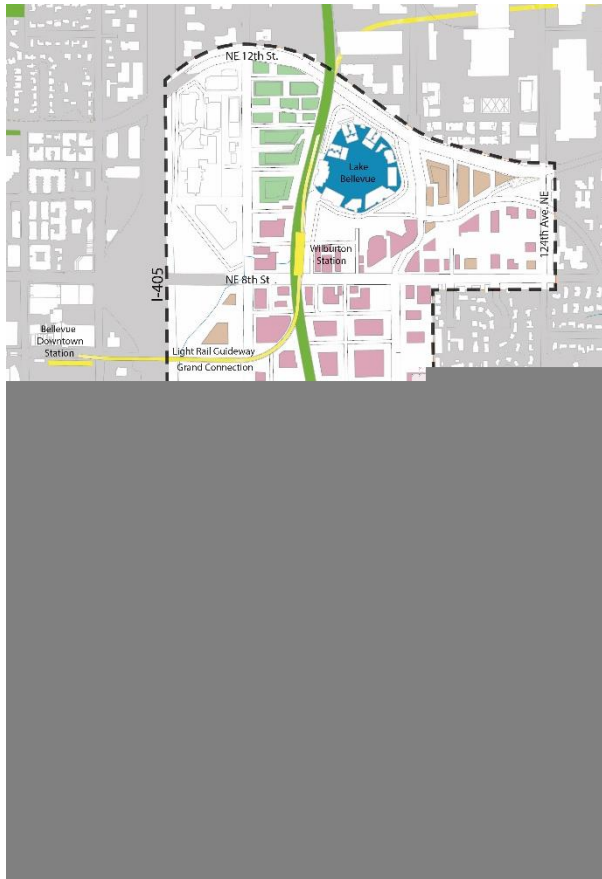 NE 12th St.
Lake
Bellevue
124th Ave. NE
Wilburton
Station
NE 8th St
I-405
Bellevue
Downtown
Station
Light Rail Guideway
Grand Connection